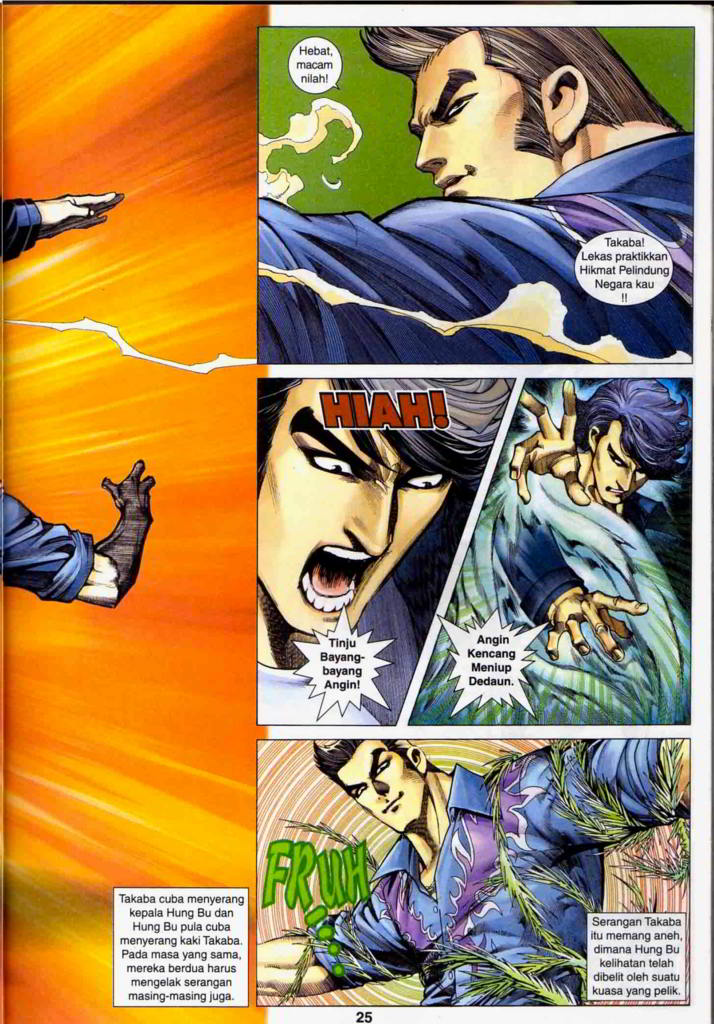 Hebat,
macam
nilah!
Takaba!
Lekas praktikkan
Hikmat Pelindung
Negara kau
!!
HIAH!
Tinju
Bayang-
bayang
Angin!
Angin
Kencang
Meniup
Dedaun.
FRUH
Takaba cuba menyerang
kepala Hung Bu dan
Hung Bu pula cuba
menyerang kaki Takaba.
Pada masa yang sama,
mereka berdua harus
mengelak serangan
masing-masing juga.
Serangan Takaba
itu memang aneh,
dimana Hung Bu
kelihatan telah
dibelit oleh suatu
kuasa yang pelik.
25